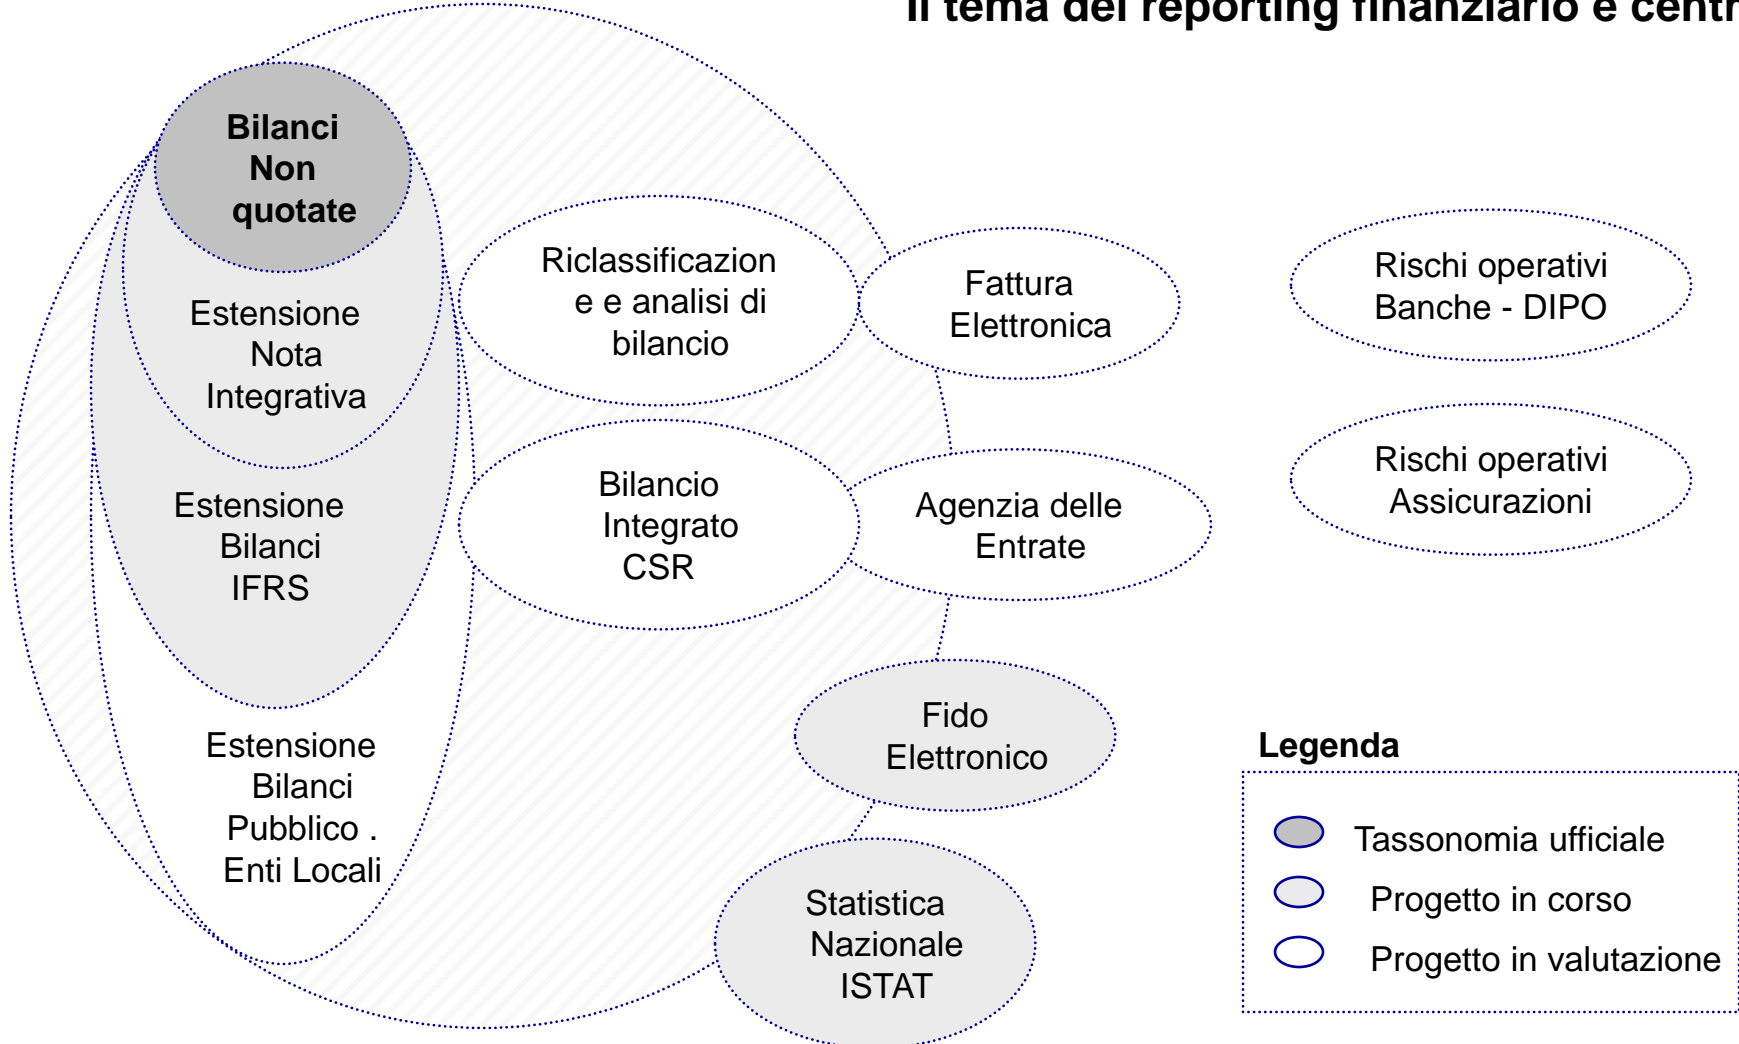 Il tema del reporting finanziario è
Bilanci
Non
quotate
Estensione
Nota
Integrativa
Estensione
Bilanci
IFRS
Estensione
Bilanci
Pubblico .
Enti Locali
Riclassificazion
e e analisi di
bilancio
Bilancio
Integrato
CSR
Fattura
Elettronica
Agenzia delle
Entrate
Fido
Elettronico
Statistica
Nazionale
ISTAT
Rischi operativi
Banche - DIPO
Rischi operativi
Assicurazioni
Legenda
Tassonomia ufficiale
Progetto in corso
Progetto in valutazione